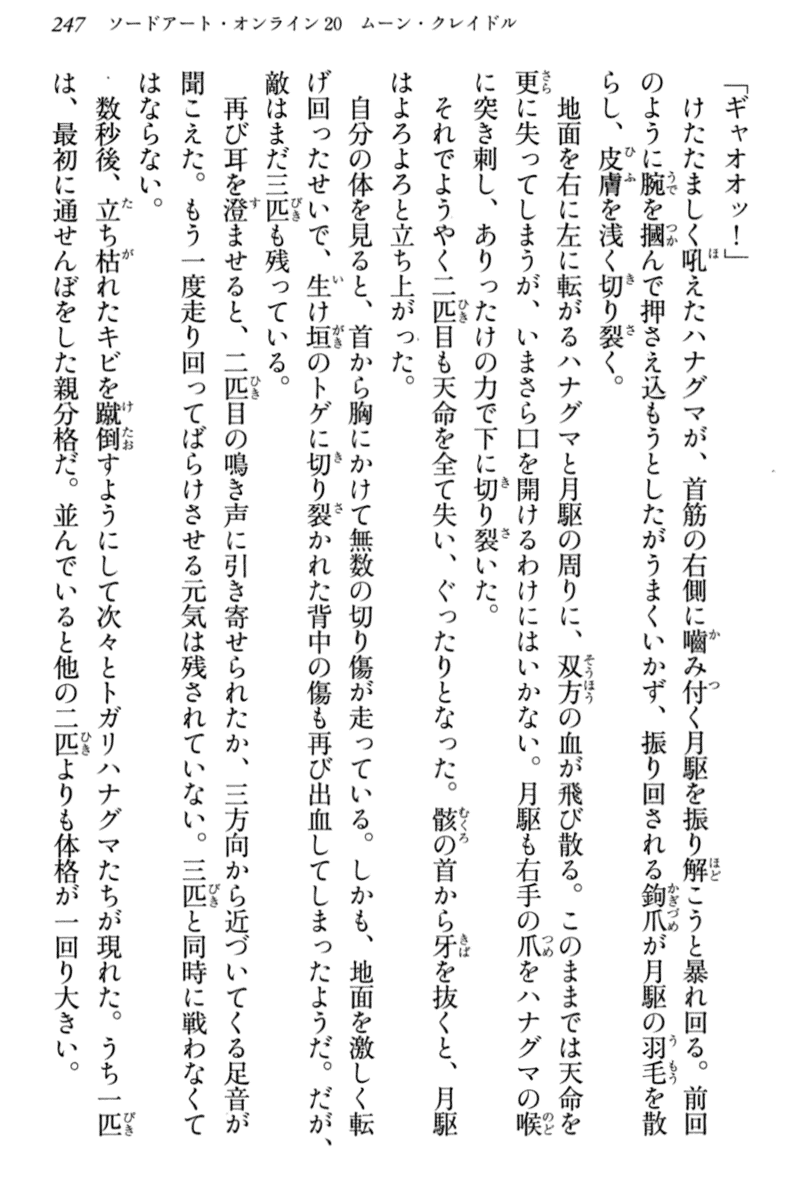 247 ソードアート・オンライン20 ムーン・クレイドル
「ギャオオッ！」
けたたましく吼えたハナグマが、首筋の右側に嚙み付く月駆を振り解こうと暴れ回る。前回
のように腕を摑んで押さえ込もうとしたがうまくいかず、振り回される鉤爪が月駆の羽毛を散
らし、皮膚を浅く切り裂く。
地面を右に左に転がるハナグマと月駆の周りに、双方の血が飛び散る。このままでは天命を
更に失ってしまうが、いまさら口を開けるわけにはいかない。月駆も右手の爪をハナグマの喉
に突き刺し、ありったけの力で下に切り裂いた。
それでようやく二匹目も天命を全て失い、ぐったりとなった。骸の首から牙を抜くと、月駆
はよろよろと立ち上がった。
自分の体を見ると、首から胸にかけて無数の切り傷が走っている。しかも、地面を激しく転
げ回ったせいで、生け垣のトゲに切り裂かれた背中の傷も再び出血してしまったようだ。だが、
敵はまだ三匹も残っている。
再び耳を澄ませると、二匹目の鳴き声に引き寄せられたか、三方向から近づいてくる足音が
聞こえた。もう一度走り回ってばらけさせる元気は残されていない。三匹と同時に戦わなくて
はならない。
数秒後、立ち枯れたキビを蹴倒すようにして次々とトガリハナグマたちが現れた。うち一匹
は、最初に通せんぼをした親分格だ。並んでいると他の二匹よりも体格が一回り大きい。